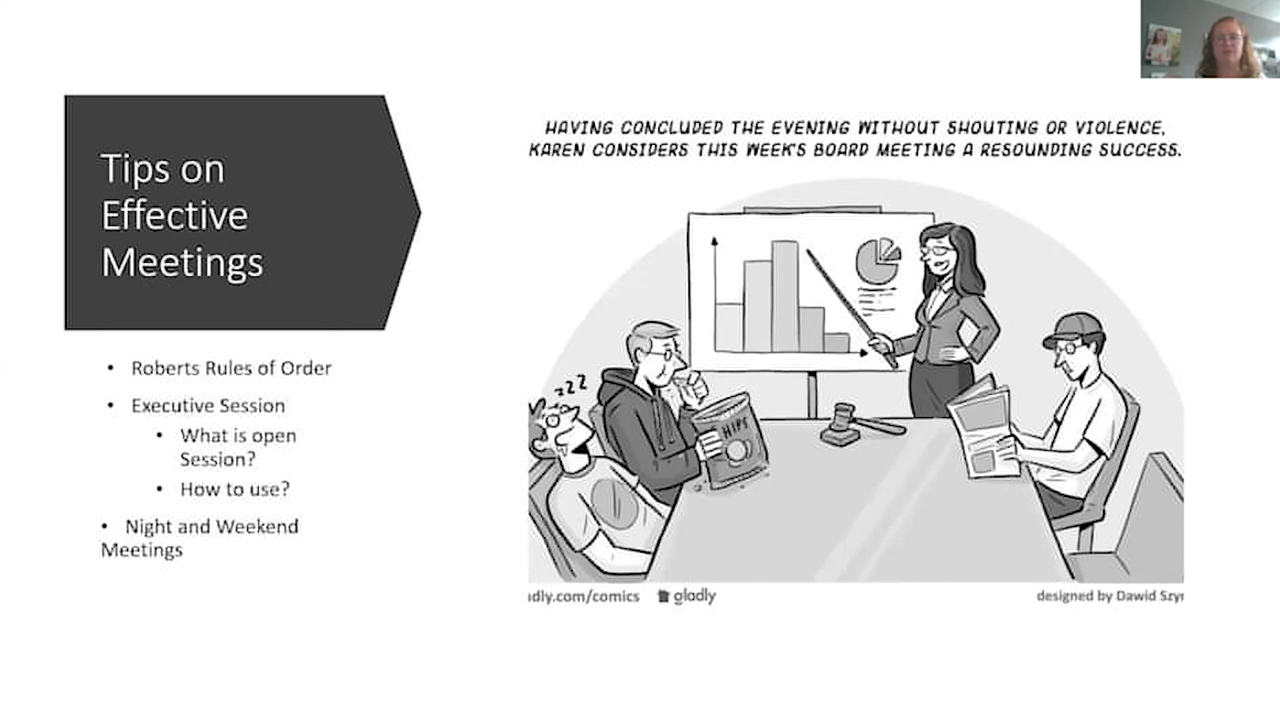 Tips on
Effective
Meetings
• Roberts Rules of Order
• Executive Session
• What is open
Session?
• How to use?
• Night and Weekend
Meetings
HAVING CONCLUDED THE EVENING WITHOUT SHOUTING OR VIOLENCE,
KAREN CONSIDERS THIS WEEK'S BOARD MEETING A RESOUNDING SUCCESS.
zzz
HIPS
dly.com/comics gladly
designed by Dawid Szy